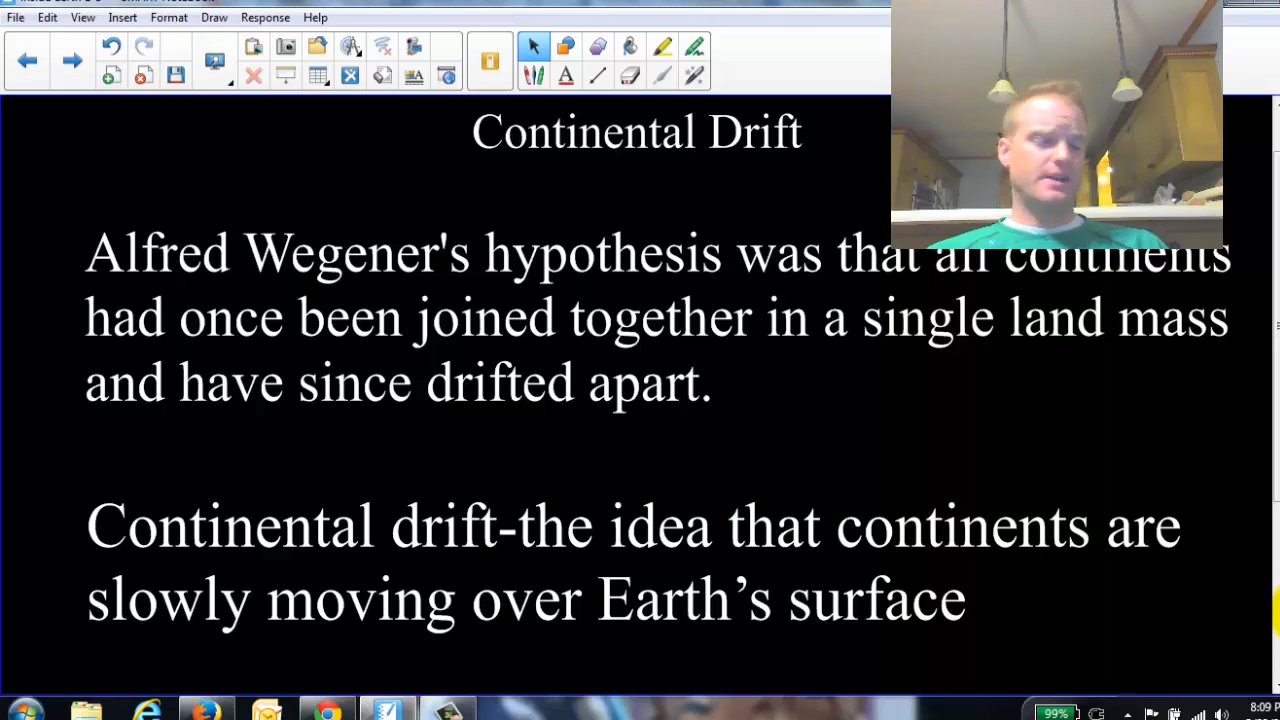 File Edit View Insert Format Draw Response Help
Continental Drift
Alfred Wegener's hypothesis was that all continents
had once been joined together in a single land mass
and have since drifted apart.
Continental drift-the idea that continents are
slowly moving over Earth’s surface
99%
8:09 P